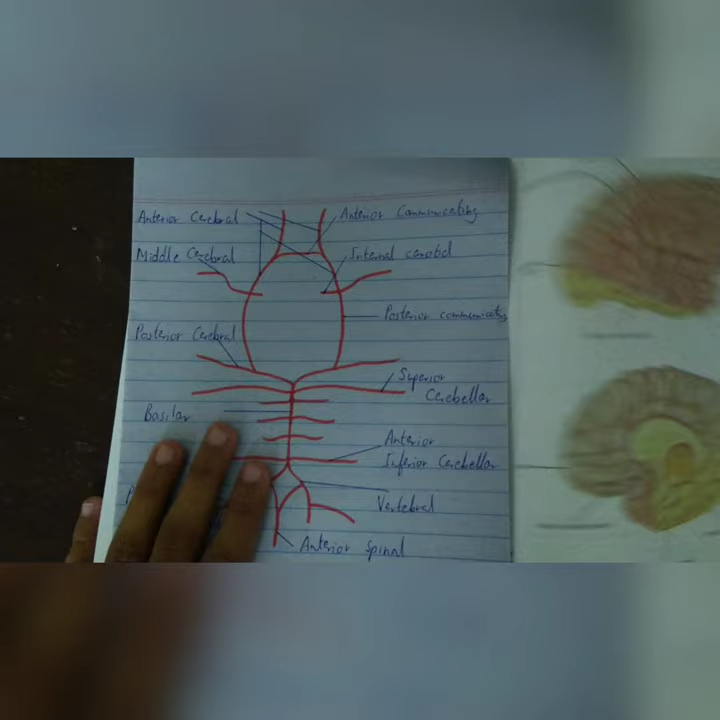 Anterior Cerebral
Anterior Communicating
Middle Cerebral
Internal carotid
Posterior communicatng
Posterior Cerebral
Superior
Cerebellar
Basilar
Anterior
Inferior Cerebellar
Vertebral
Anterior Spinal